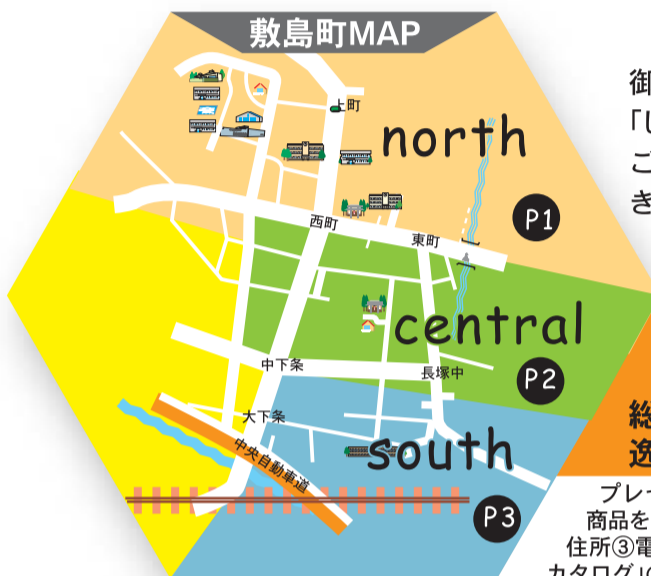 敷島町MAP
上町
north
西町
東町
P1
central
中下条
長塚中
P2
大下条
中央自動車道
south
P3
御
「し
ご
き
総
逸
プレ
商品を
住所③電
カタログ」